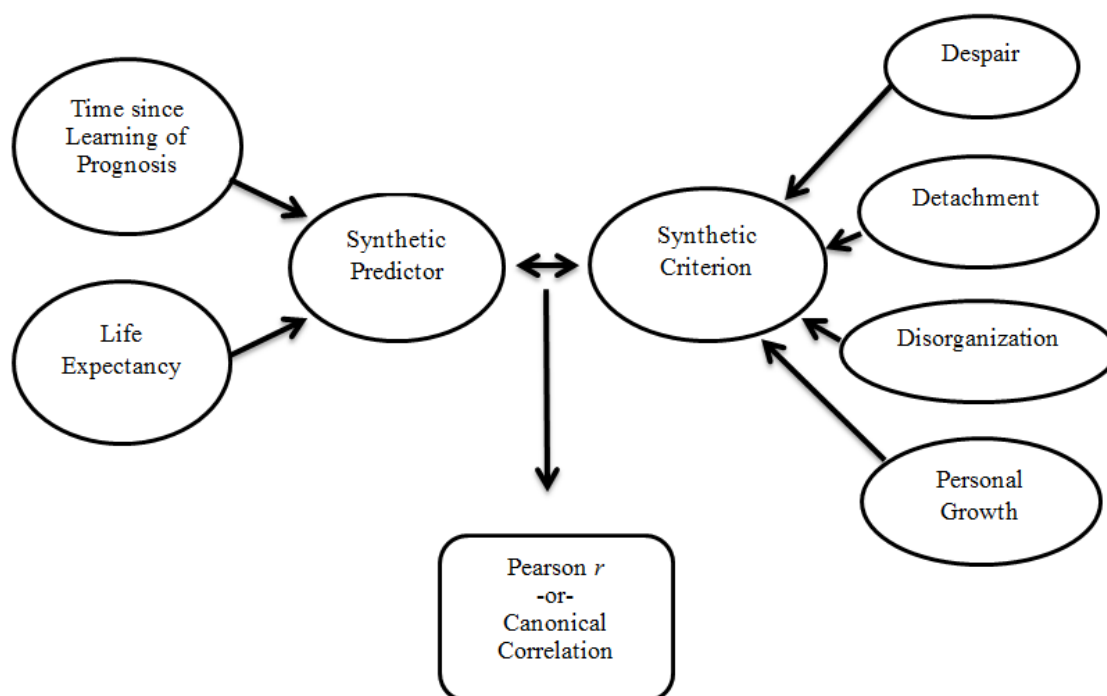 Time since
Learning of
Prognosis
Life
Expectancy
Synthetic
Predictor
Synthetic
Criterion
Despair
Detachment
Disorganization
Personal
Growth
Pearson r
-or-
Canonical
Correlation